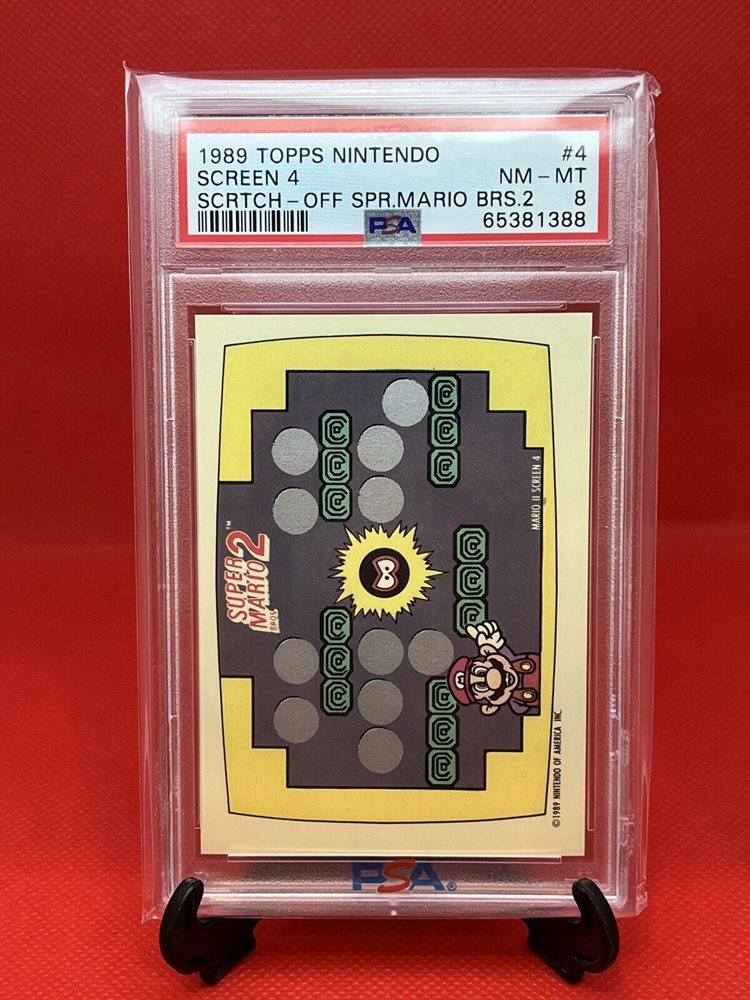 1989 TOPPS NINTENDO #4
SCREEN 4 NM - MT
SCRTCH - OFF SPR.MARIO BRS.2 8
PSA 65381388
SUPER
MARIO 2 ™
BROS.
MARIO II SCREEN 4
M
©1989 NINTENDO OF AMERICA INC.
PSA®